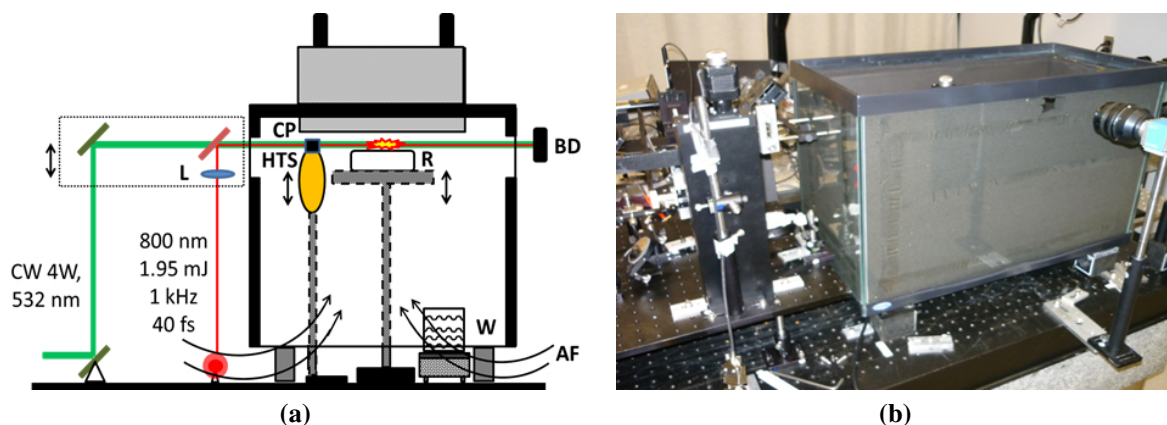 CP
BD
HTS
R
L
800 nm
1.95 mJ
CW 4W,
1 kHz
532 nm
40 fs
W
AF
(a)
(b)